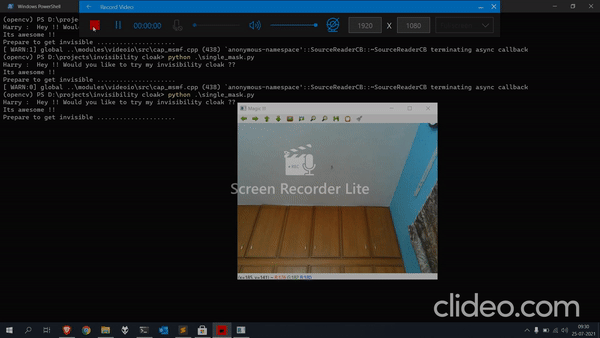 Windows PowerShell
Record Video
00:00:00
1920 X 1080
(opencv) PS D:\project
Harry : Hey !! Would
Its awesome !!
Prepare to get invisible ......................
[ WARN:1] global ..\modules\videoio\src\cap_msmf.cpp (438) `anonymous-namespace'::SourceReaderCB::~SourceReaderCB terminating async callback
(opencv) PS D:\projects\invisibility cloak> python .\single_mask.py
Harry : Hey !! Would you like to try my invisibility cloak ??
Its awesome !!
Prepare to get invisible ......................
[ WARN:0] global ..\modules\videoio\src\cap_msmf.cpp (438) `anonymous-namespace'::SourceReaderCB::~SourceReaderCB terminating async callback
(opencv) PS D:\projects\invisibility cloak> python .\single_mask.py
Harry : Hey !! Would you like to try my invisibility cloak ??
Its awesome !!
Prepare to get invisible ......................
Magic !!!
REC
Screen Recorder Lite
clideo.com
09:30
25-07-2021